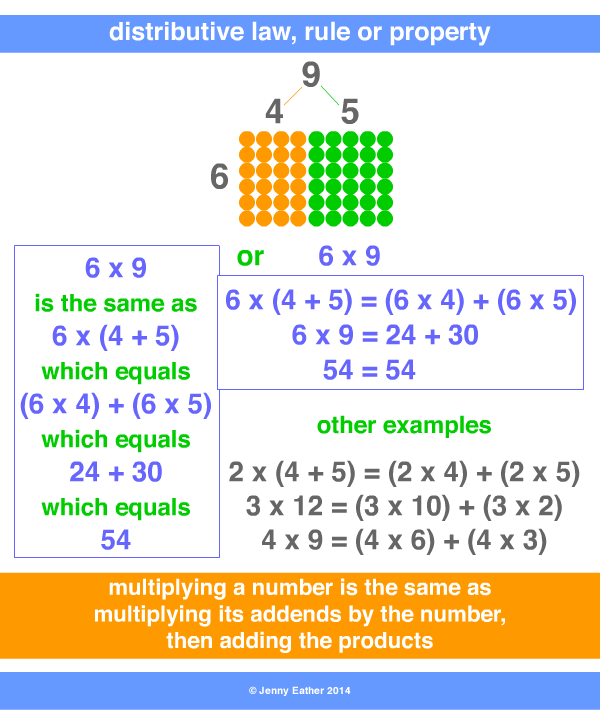 distributive law, rule or property
9
4 5
6
6 x 9
is the same as
6 x (4 + 5)
which equals
(6 x 4) + (6 x 5)
which equals
24 + 30
which equals
54
or 6 x 9
6 x (4 + 5) = (6 x 4) + (6 x 5)
6 x 9 = 24 + 30
54 = 54
other examples
2 x (4 + 5) = (2 x 4) + (2 x 5)
3 x 12 = (3 x 10) + (3 x 2)
4 x 9 = (4 x 6) + (4 x 3)
multiplying a number is the same as
multiplying its addends by the number,
then adding the products
© Jenny Eather 2014